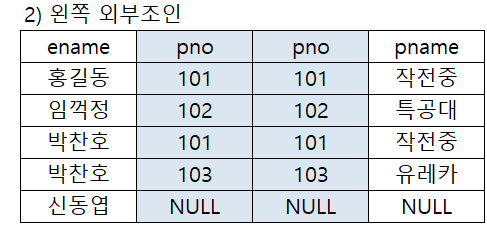 2) 왼쪽 외부조인
ename pno pno pname
홍길동 101 101 작전중
임꺽정 102 102 특공대
박찬호 101 101 작전중
박찬호 103 103 유레카
신동엽 NULL NULL NULL